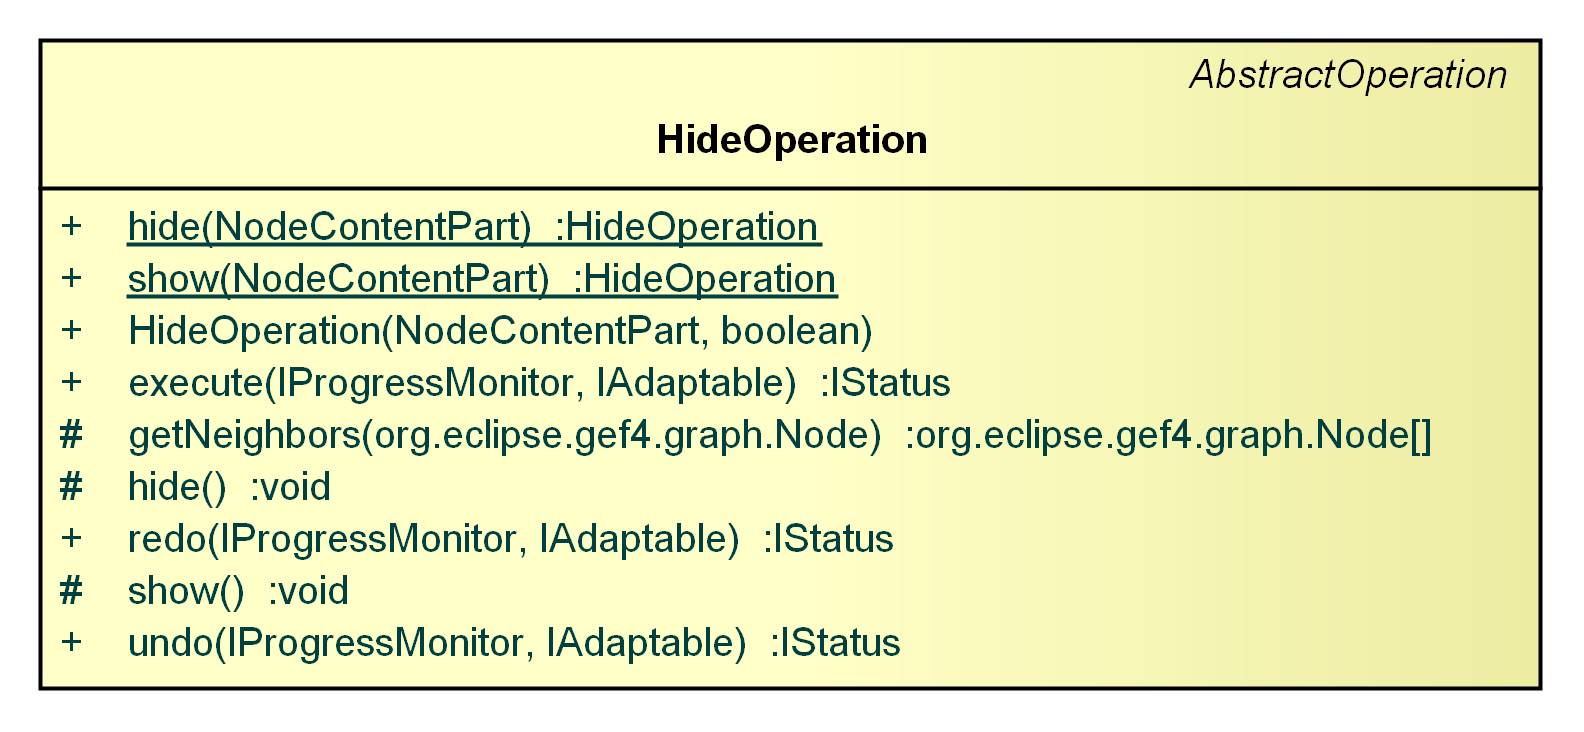 AbstractOperation
HideOperation
+ hide(NodeContentPart) :HideOperation
+ show(NodeContentPart) :HideOperation
+ HideOperation(NodeContentPart, boolean)
+ execute(IProgressMonitor, IAdaptable) :IStatus
# getNeighbors(org.eclipse.gef4.graph.Node) :org.eclipse.gef4.graph.Node[]
# hide() :void
+ redo(IProgressMonitor, IAdaptable) :IStatus
# show() :void
+ undo(IProgressMonitor, IAdaptable) :IStatus